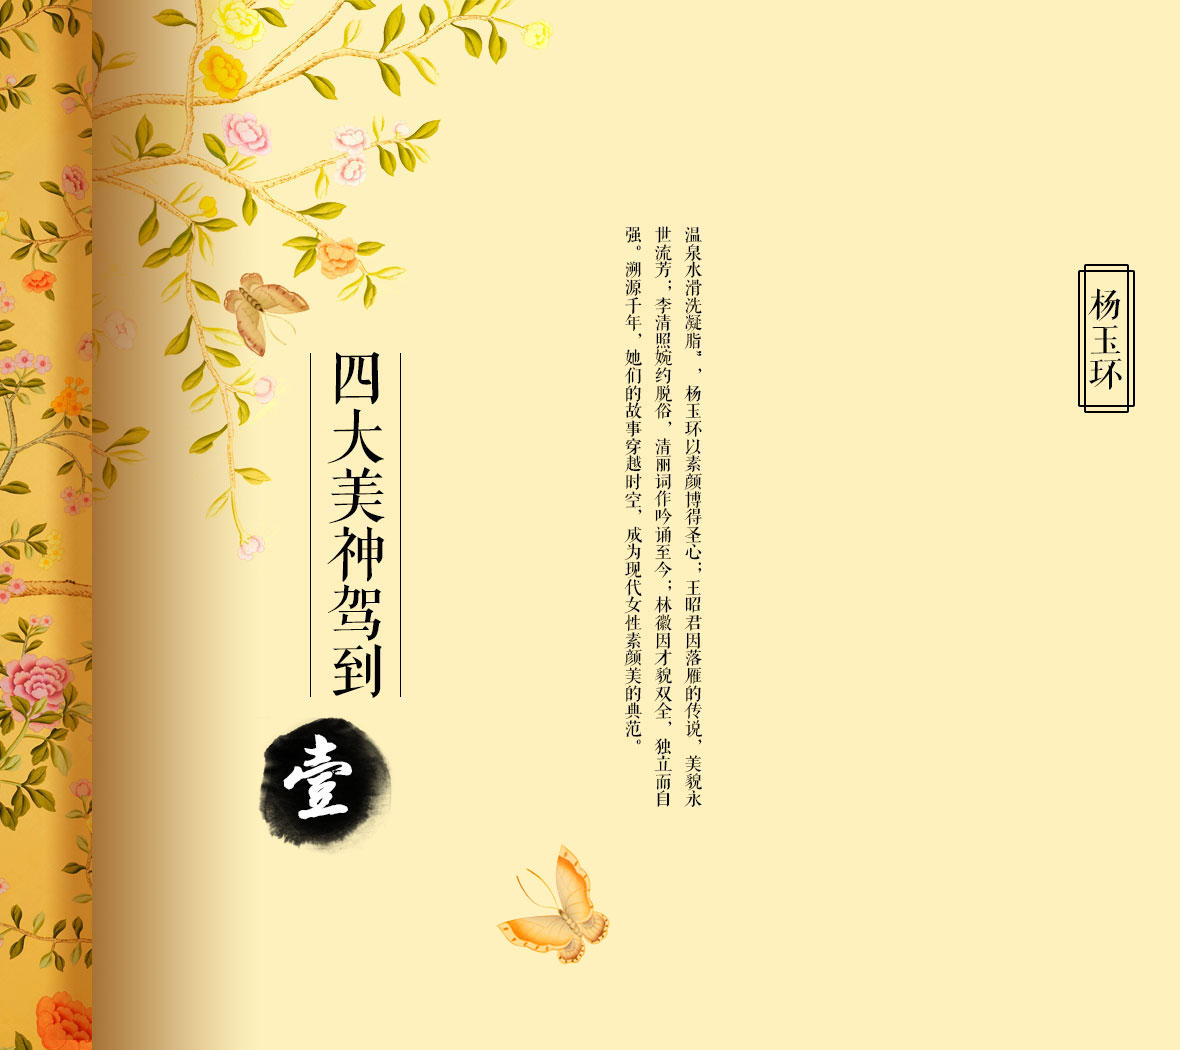 杨玉环
温泉水滑洗凝脂”，杨玉环以素颜博得圣心；王昭君因落雁的传说，美貌永
世流芳；李清照婉约脱俗，清丽词作吟诵至今；林徽因才貌双全，独立而自
强。溯源千年，她们的故事穿越时空，成为现代女性素颜美的典范。
四大美神驾到
壹